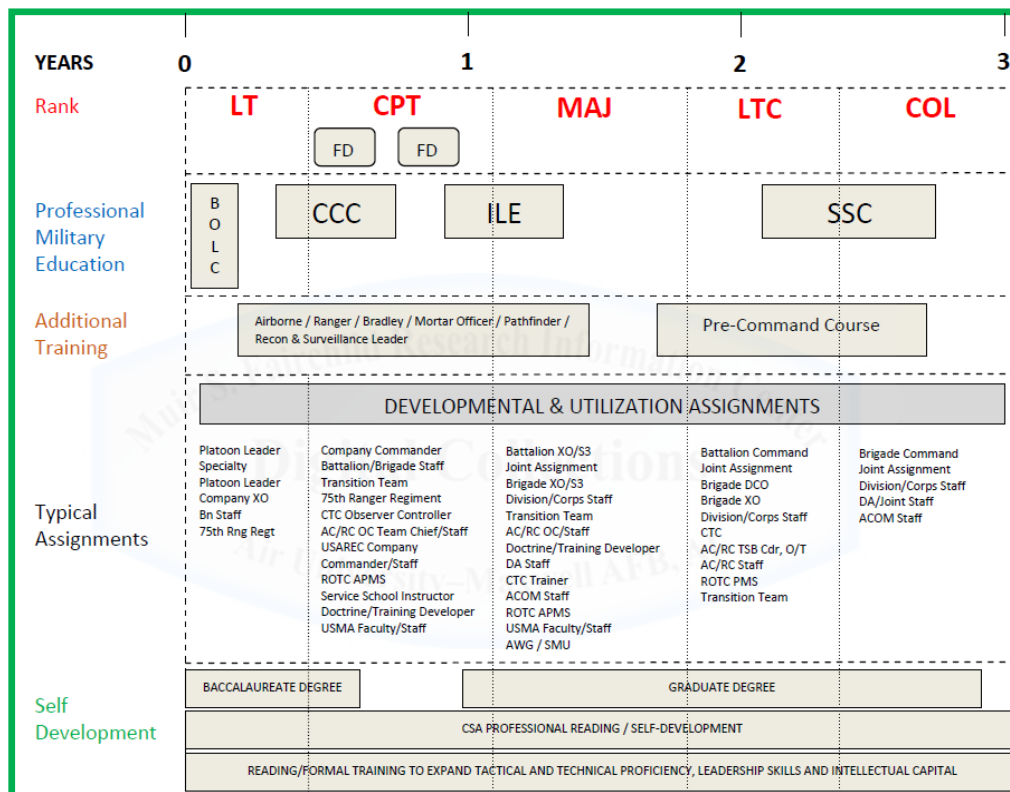 YEARS 0 1 2 3
Rank LT CPT MAJ LTC COL
FD FD
Professional
Military
Education
B
O
L
C
CCC ILE SSC
Additional
Training
Airborne / Ranger / Bradley / Mortar Officer / Pathfinder /
Recon & Surveillance Leader
Pre-Command Course
DEVELOPMENTAL & UTILIZATION ASSIGNMENTS
Typical
Assignments
Platoon Leader
Specialty
Platoon Leader
Company XO
Bn Staff
75th Rng Regt
Company Commander
Battalion/Brigade Staff
Transition Team
75th Ranger Regiment
CTC Observer Controller
AC/RC OC Team Chief/Staff
USAREC Company
Commander/Staff
ROTC APMS
Service School Instructor
Doctrine/Training Developer
USMA Faculty/Staff
Battalion XO/S3
Joint Assignment
Brigade XO/S3
Division/Corps Staff
Transition Team
AC/RC OC/Staff
Doctrine/Training Developer
DA Staff
CTC Trainer
ACOM Staff
ROTC APMS
USMA Faculty/Staff
AWG / SMU
Battalion Command
Joint Assignment
Brigade DCO
Brigade XO
Division/Corps Staff
CTC
AC/RC TSB Cdr, O/T
AC/RC Staff
ROTC PMS
Transition Team
Brigade Command
Joint Assignment
Division/Corps Staff
DA/Joint Staff
ACOM Staff
Self
Development
BACCALAUREATE DEGREE
GRADUATE DEGREE
CSA PROFESSIONAL READING / SELF-DEVELOPMENT
READING/FORMAL TRAINING TO EXPAND TACTICAL AND TECHNICAL PROFICIENCY, LEADERSHIP SKILLS AND INTELLECTUAL CAPITAL
Fairchild Research Information
Digital Collections
Air AFB,